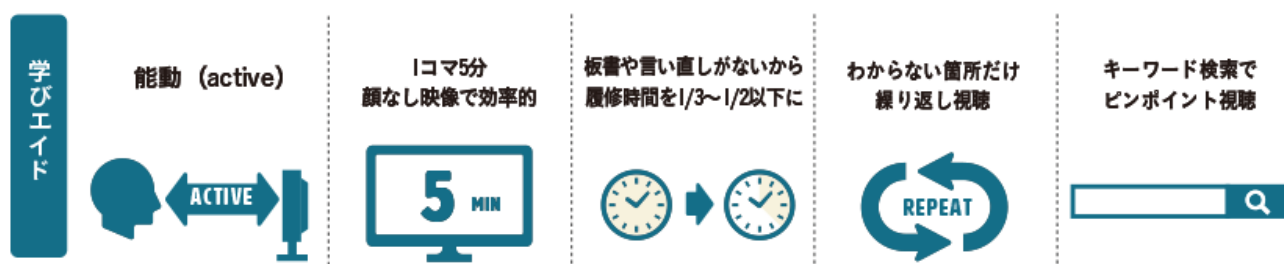 学びエイド
能動（active）
1コマ5分
顔なし映像で効率的
板書や言い直しがないから
履修時間を1/3〜1/2以下に
わからない箇所だけ
繰り返し視聴
キーワード検索で
ピンポイント視聴
ACTIVE
5 MIN
REPEAT